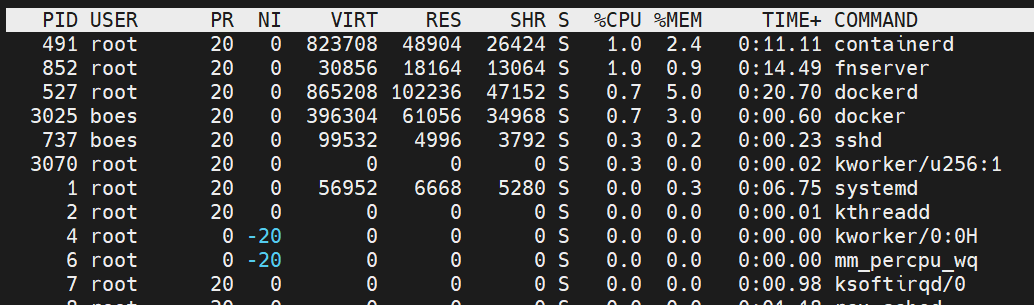 PID USER PR NI VIRT RES SHR S %CPU %MEM TIME+ COMMAND
491 root 20 0 823708 48904 26424 S 1.0 2.4 0:11.11 containerd
852 root 20 0 30856 18164 13064 S 1.0 0.9 0:14.49 fnserver
527 root 20 0 865208 102236 47152 S 0.7 5.0 0:20.70 dockerd
3025 boes 20 0 396304 61056 34968 S 0.7 3.0 0:00.60 docker
737 boes 20 0 99532 4996 3792 S 0.3 0.2 0:00.23 sshd
3070 root 20 0 0 0 0 S 0.3 0.0 0:00.02 kworker/u256:1
1 root 20 0 56952 6668 5280 S 0.0 0.3 0:06.75 systemd
2 root 20 0 0 0 0 S 0.0 0.0 0:00.01 kthreadd
4 root 0 -20 0 0 0 S 0.0 0.0 0:00.00 kworker/0:0H
6 root 0 -20 0 0 0 S 0.0 0.0 0:00.00 mm_percpu_wq
7 root 20 0 0 0 0 S 0.0 0.0 0:00.98 ksoftirqd/0